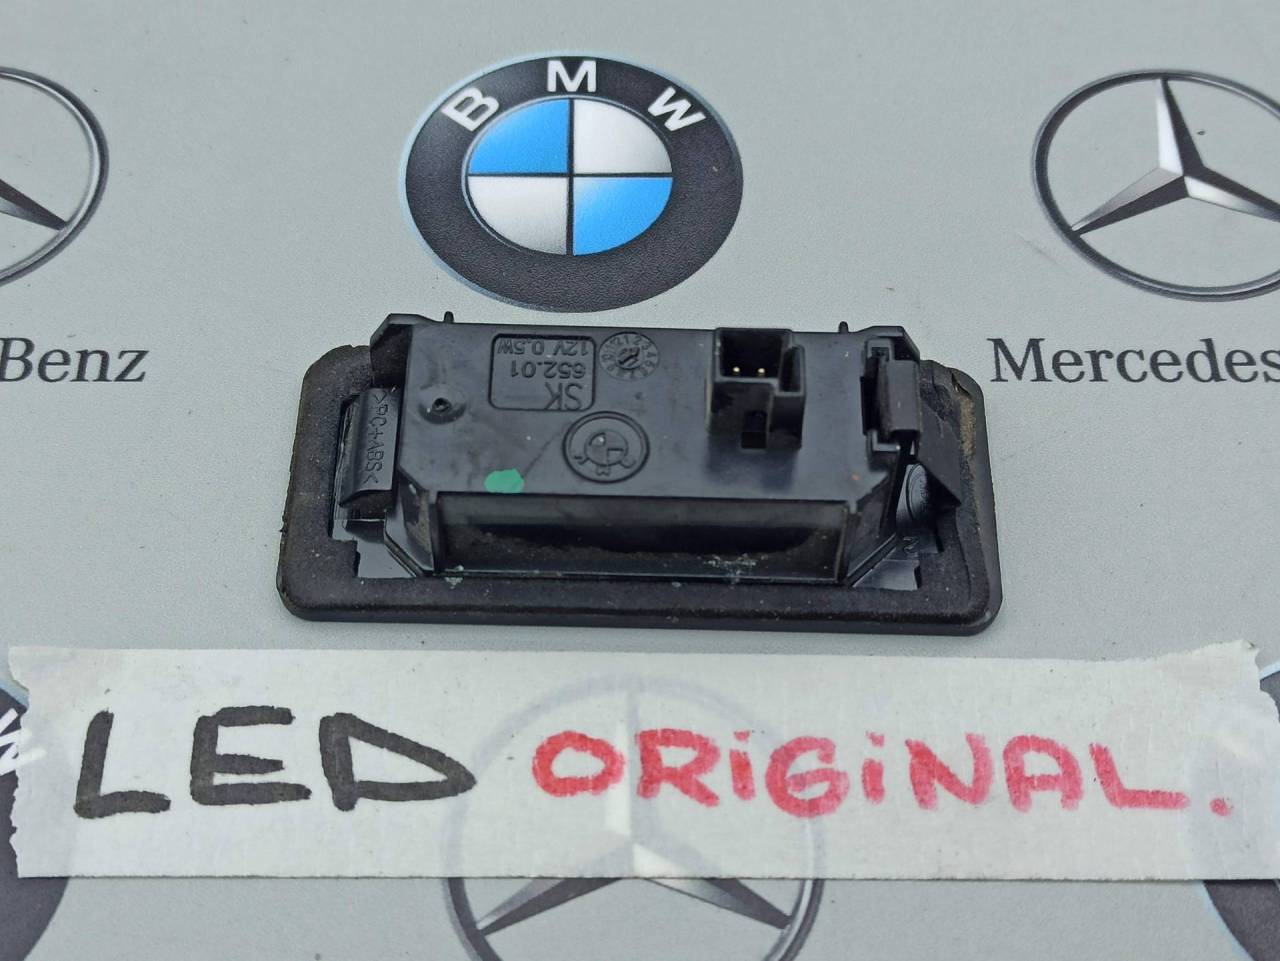 BMW
Benz
Mercedes
12V 0.5W
652.01
SK
>PC+ABS<
LED ORiGiNAL.